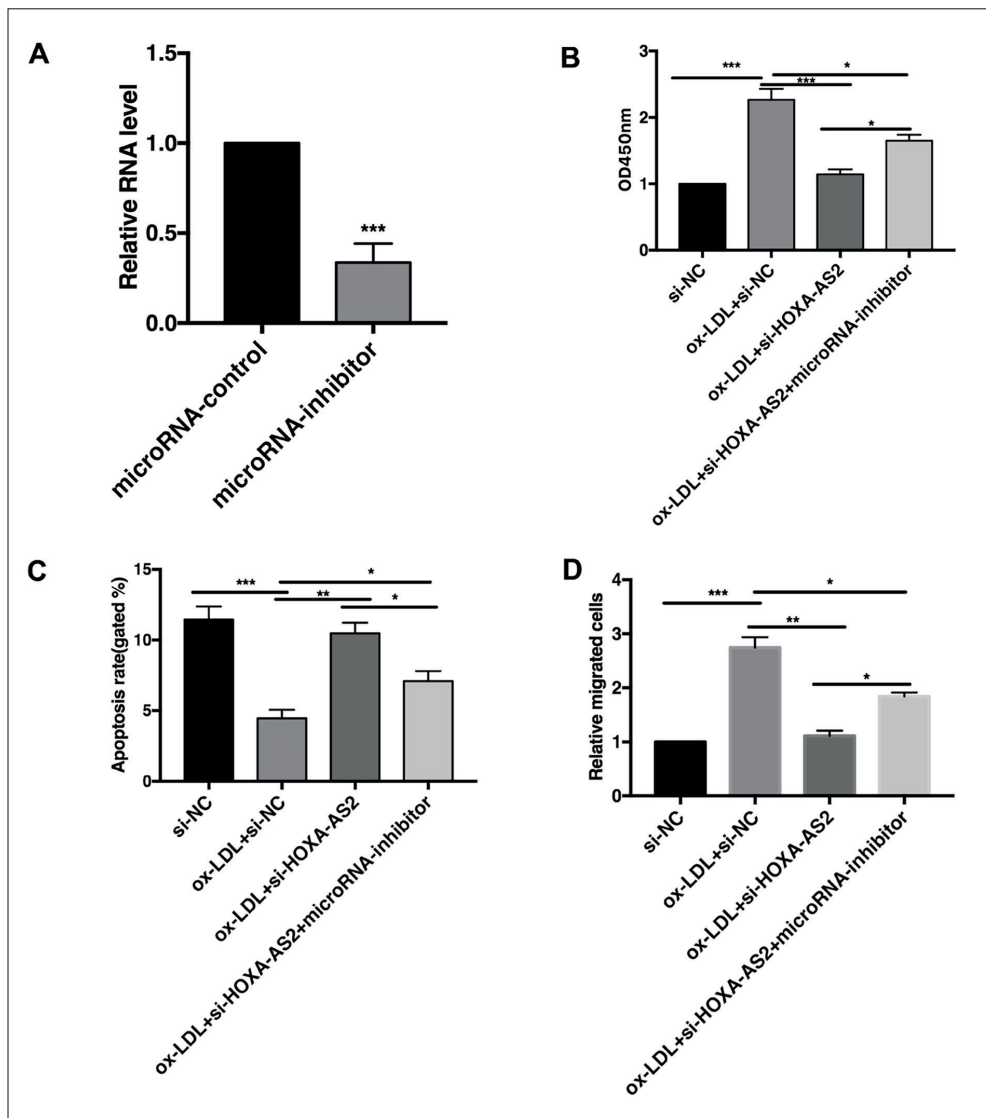 A
Relative RNA level
1.5
1.0
0.5
0.0
***
microRNA-control
microRNA-inhibitor
B
OD450nm
3
2
1
0
*** *
***
*
si-NC
ox-LDL+si-NC
ox-LDL+si-HOXA-AS2
ox-LDL+si-HOXA-AS2+microRNA-inhibitor
C
Apoptosis rate(gated %)
15
10
5
0
*
*** ** *
si-NC
ox-LDL+si-NC
ox-LDL+si-HOXA-AS2
ox-LDL+si-HOXA-AS2+microRNA-inhibitor
D
Relative migrated cells
4
3
2
1
0
*** *
**
*
si-NC
ox-LDL+si-NC
ox-LDL+si-HOXA-AS2
ox-LDL+si-HOXA-AS2+microRNA-inhibitor